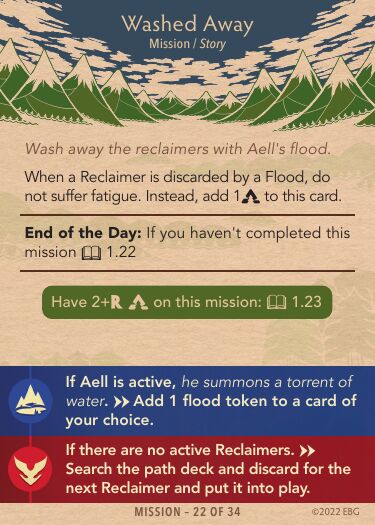 Washed Away
Mission / Story
Wash away the reclaimers with Aell's flood.
When a Reclaimer is discarded by a Flood, do
not suffer fatigue. Instead, add 1 to this card.
End of the Day: If you haven't completed this
mission 1.22
Have 2+R on this mission: 1.23
If Aell is active, he summons a torrent of
water. Add 1 flood token to a card of
your choice.
If there are no active Reclaimers.
Search the path deck and discard for the
next Reclaimer and put it into play.
MISSION – 22 OF 34
©2022 EBG